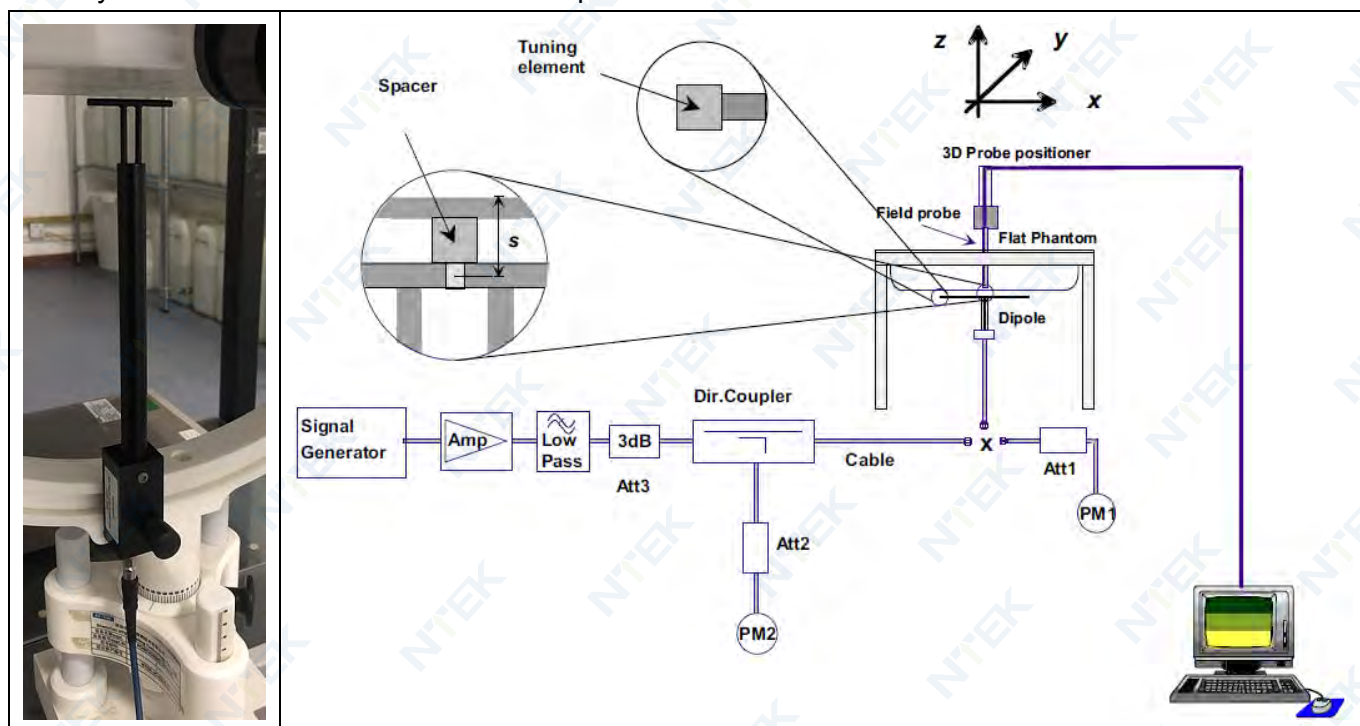 Tuning
element
Spacer
s
z
y
x
3D Probe positioner
Field probe
Flat Phantom
Dipole
Dir.Coupler
Signal
Generator
Amp
Low
Pass
3dB
Att3
Cable
x
Att1
PM1
Att2
PM2
NTEK